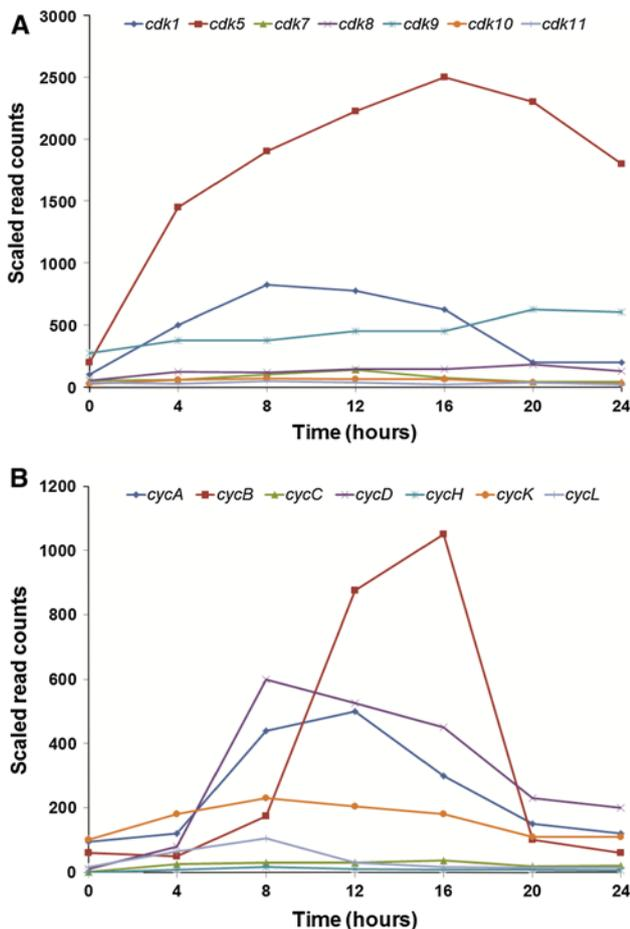 A
cdk1 cdk5 cdk7 cdk8 cdk9 cdk10 cdk11
3000
2500
2000
1500
1000
500
0
Scaled read counts
0 4 8 12 16 20 24
Time (hours)
B
cycA cycB cycC cycD cycH cycK cycL
1200
1000
800
600
400
200
0
Scaled read counts
0 4 8 12 16 20 24
Time (hours)